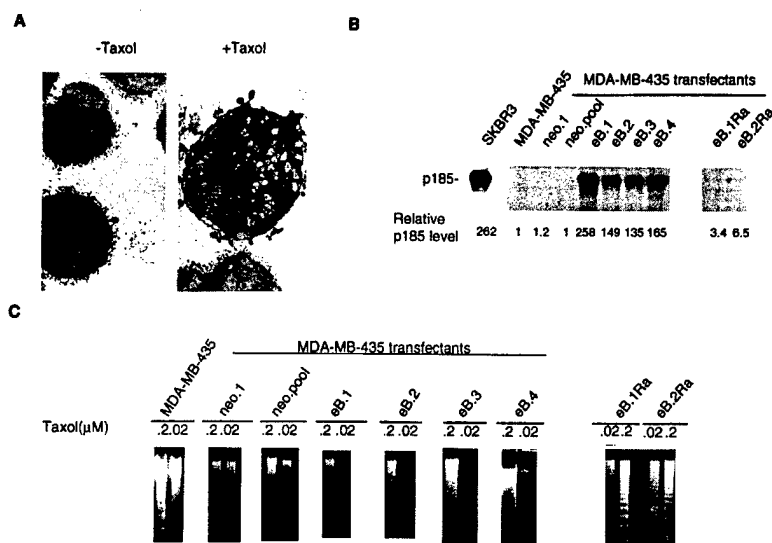 A
-Taxol +Taxol
B
MDA-MB-435 transfectants
SKBR3 MDA-MB-435 neo.1 neo.pool eB.1 eB.2 eB.3 eB.4 eB.1Ra eB.2Ra
p185-
Relative
p185 level 262 1 1.2 1 258 149 135 165 3.4 6.5
C
MDA-MB-435 transfectants
MDA-MB-435 neo.1 neo.pool eB.1 eB.2 eB.3 eB.4 eB.1Ra eB.2Ra
Taxol(µM) .2 .02 .2 .02 .2 .02 .2 .02 .2 .02 .2 .02 .2 .02 .02 .2 .02 .2